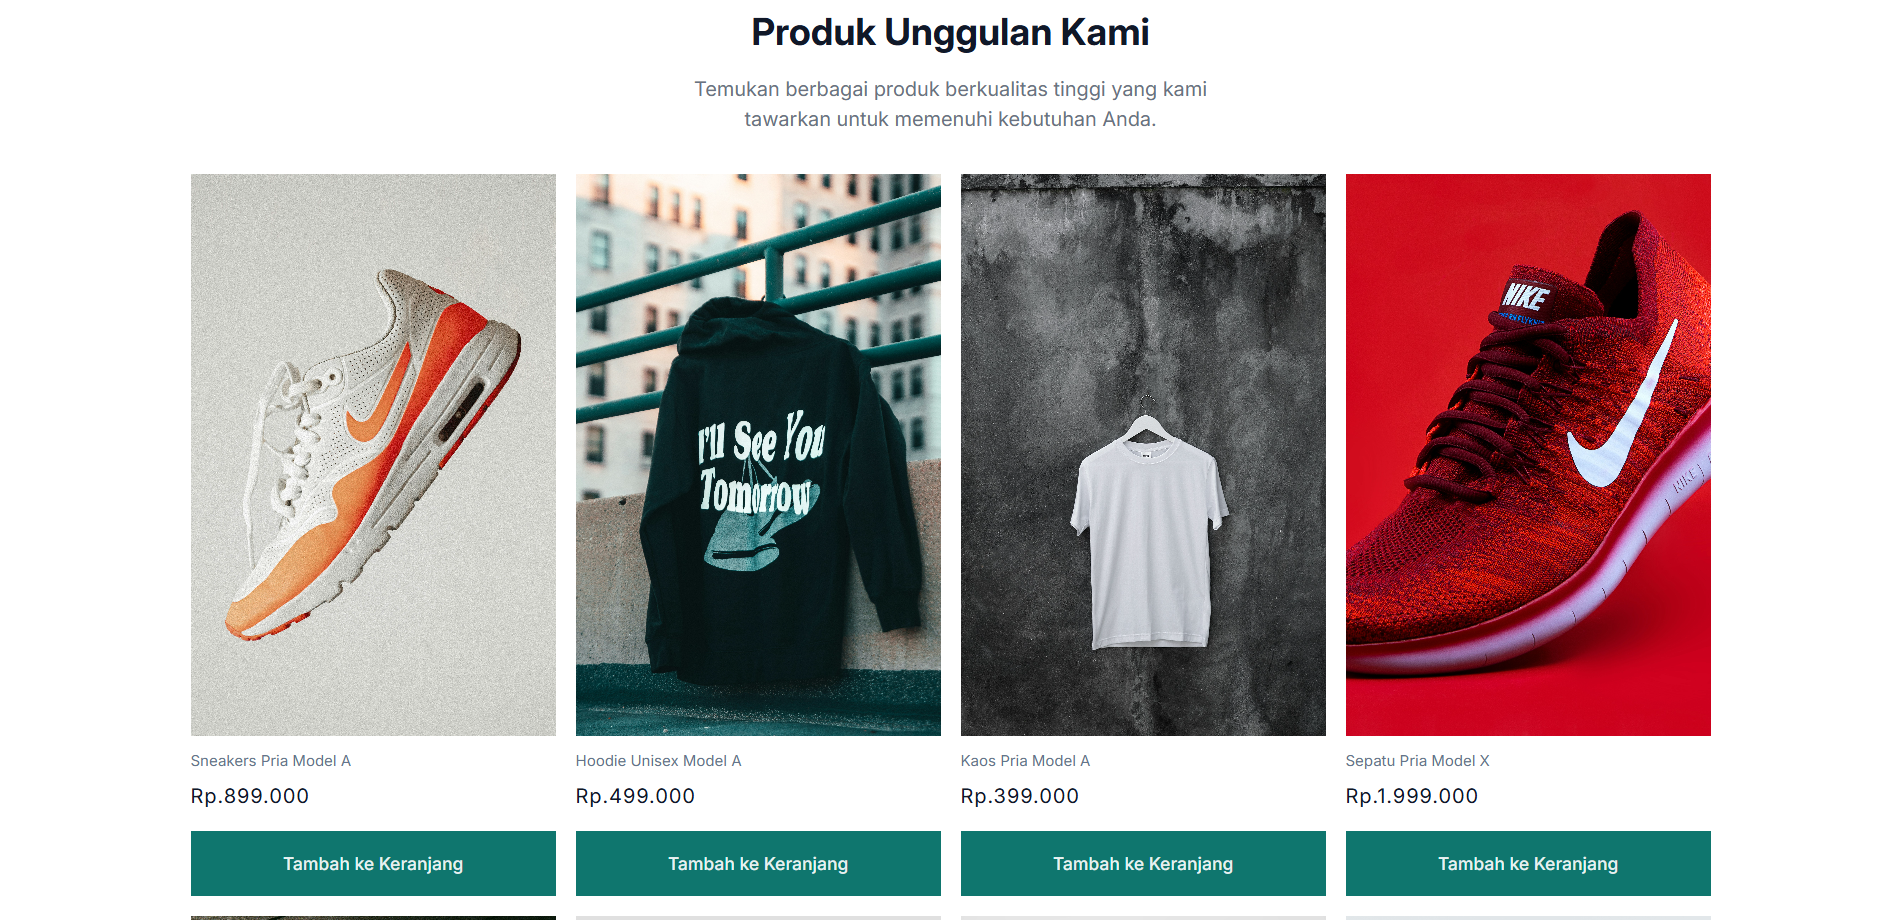 Produk Unggulan Kami
Temukan berbagai produk berkualitas tinggi yang kami
tawarkan untuk memenuhi kebutuhan Anda.
I'll See You
Tomorrow
NIKE
NIKE
Sneakers Pria Model A
Rp.899.000
Tambah ke Keranjang
Hoodie Unisex Model A
Rp.499.000
Tambah ke Keranjang
Kaos Pria Model A
Rp.399.000
Tambah ke Keranjang
Sepatu Pria Model X
Rp.1.999.000
Tambah ke Keranjang